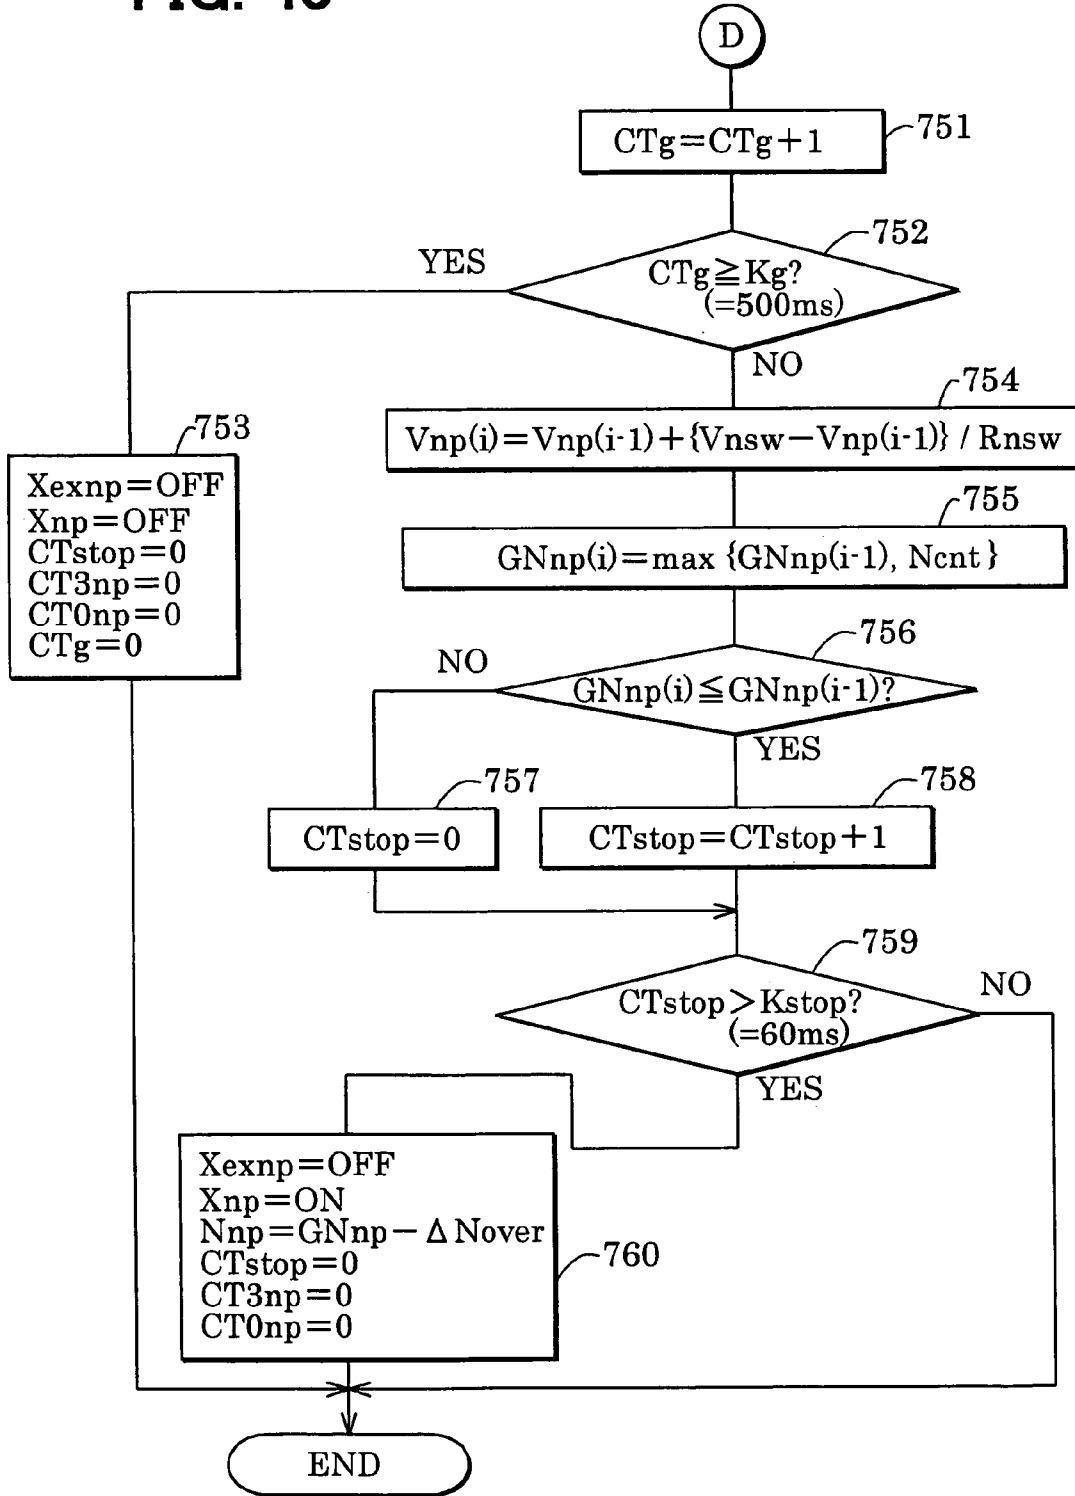 D
CTg=CTg+1
751
752
YES
CTg≧Kg?
(=500ms)
NO
754
Vnp(i)=Vnp(i-1)+{Vnsw−Vnp(i-1)} / Rnsw
753
Xexnp=OFF
Xnp=OFF
CTstop=0
CT3np=0
CT0np=0
CTg=0
755
GNnp(i)=max {GNnp(i-1), Ncnt}
756
NO
GNnp(i)≦GNnp(i-1)?
YES
757
CTstop=0
758
CTstop=CTstop+1
759
NO
CTstop>Kstop?
(=60ms)
YES
Xexnp=OFF
Xnp=ON
Nnp=GNnp−ΔNover
CTstop=0
CT3np=0
CT0np=0
760
END